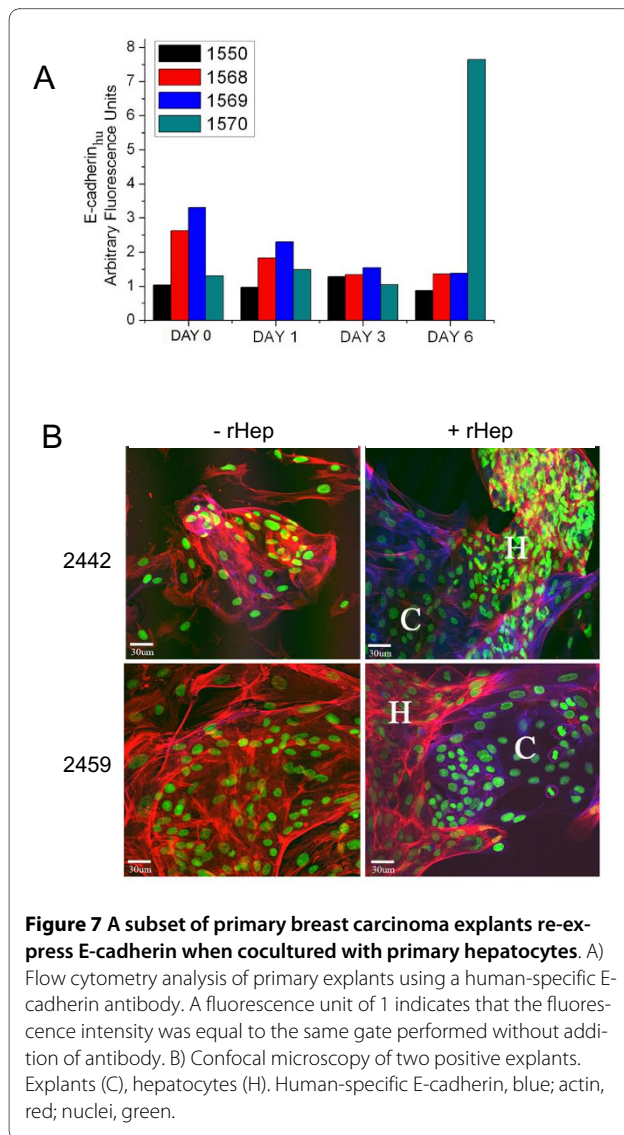 A
1550
1568
1569
1570
E-cadherin hu
Arbitrary Fluorescence Units
8
7
6
5
4
3
2
1
0
DAY 0 DAY 1 DAY 3 DAY 6
B
- rHep + rHep
2442
H
C
30um 30um
2459
H
C
30um 30um
Figure 7 A subset of primary breast carcinoma explants re-ex-
press E-cadherin when cocultured with primary hepatocytes. A)
Flow cytometry analysis of primary explants using a human-specific E-
cadherin antibody. A fluorescence unit of 1 indicates that the fluores-
cence intensity was equal to the same gate performed without addi-
tion of antibody. B) Confocal microscopy of two positive explants.
Explants (C), hepatocytes (H). Human-specific E-cadherin, blue; actin,
red; nuclei, green.